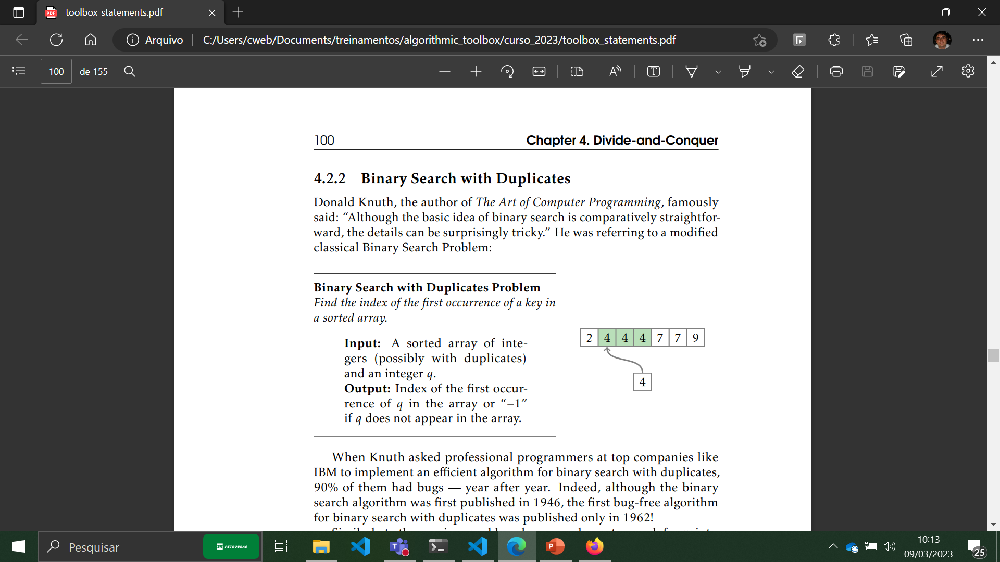 toolbox_statements.pdf
Arquivo C:/Users/cweb/Documents/treinamentos/algorithmic_toolbox/curso_2023/toolbox_statements.pdf
100 de 155
100 Chapter 4. Divide-and-Conquer
4.2.2 Binary Search with Duplicates
Donald Knuth, the author of The Art of Computer Programming, famously
said: “Although the basic idea of binary search is comparatively straightfor-
ward, the details can be surprisingly tricky.” He was referring to a modified
classical Binary Search Problem:
Binary Search with Duplicates Problem
Find the index of the first occurrence of a key in
a sorted array.
Input: A sorted array of inte-
gers (possibly with duplicates)
and an integer q.
Output: Index of the first occur-
rence of q in the array or “−1”
if q does not appear in the array.
2 4 4 4 7 7 9
4
When Knuth asked professional programmers at top companies like
IBM to implement an efficient algorithm for binary search with duplicates,
90% of them had bugs — year after year. Indeed, although the binary
search algorithm was first published in 1946, the first bug-free algorithm
for binary search with duplicates was published only in 1962!
Pesquisar
BR PETROBRAS
10:13
09/03/2023
25